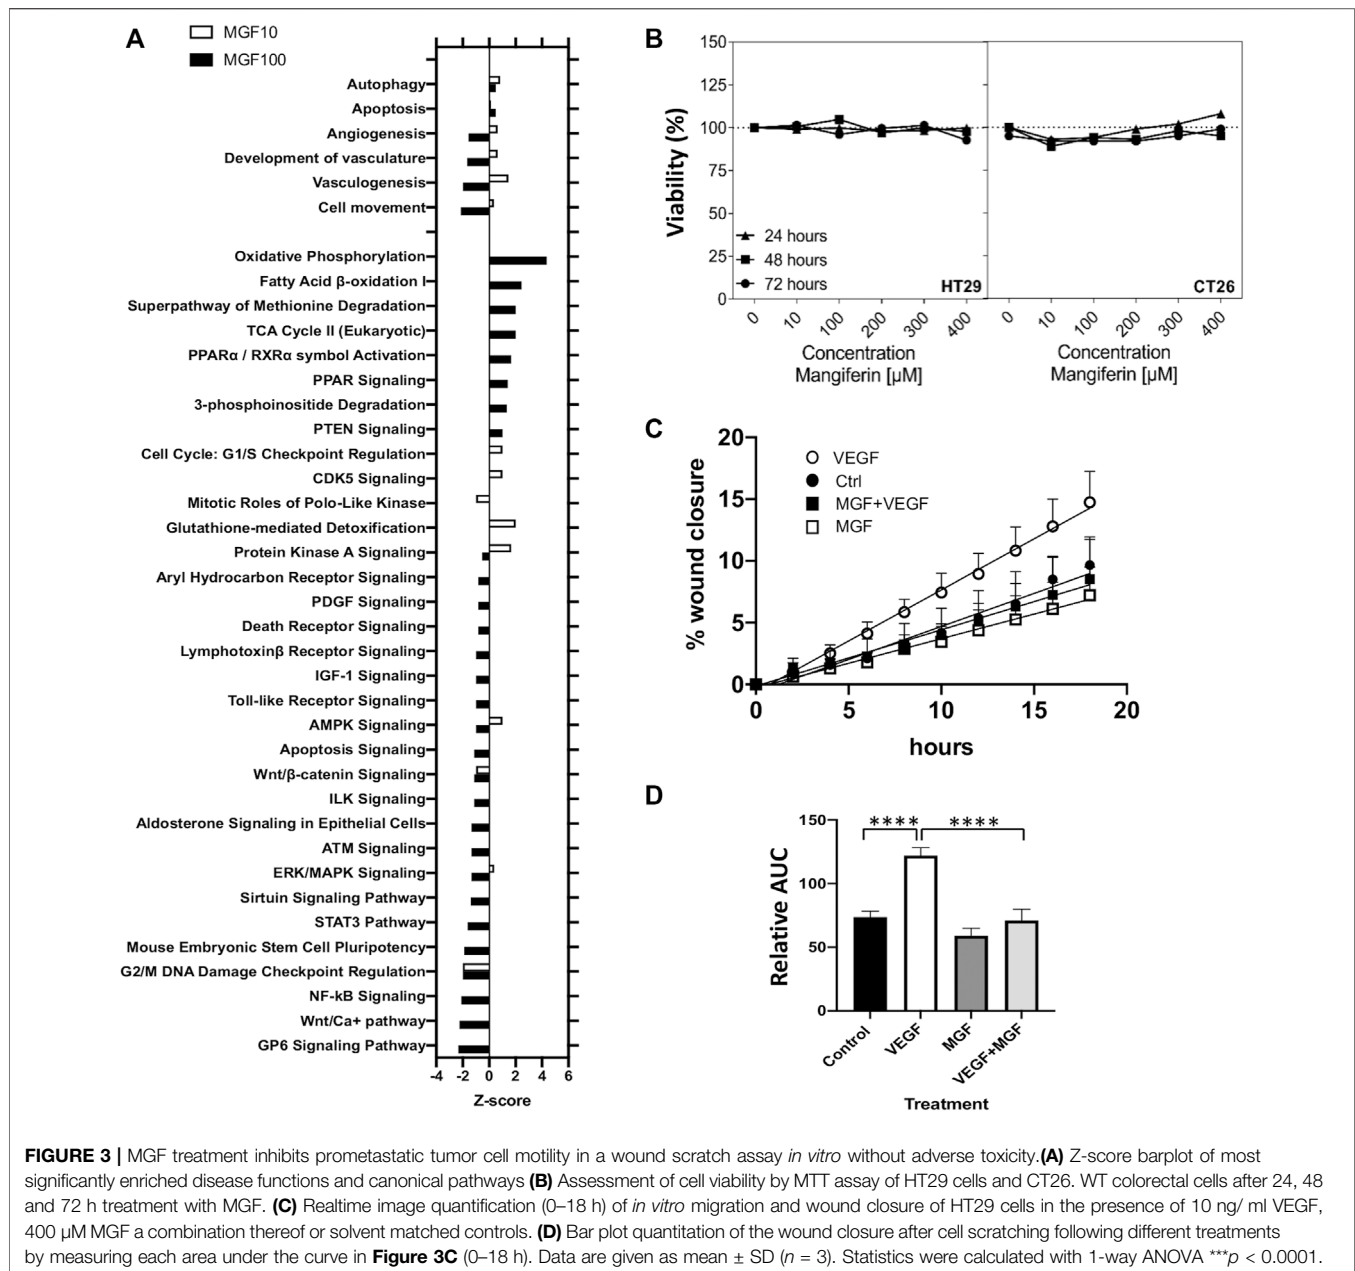 A
MGF10
MGF100
Autophagy
Apoptosis
Angiogenesis
Development of vasculature
Vasculogenesis
Cell movement
Oxidative Phosphorylation
Fatty Acid β-oxidation I
Superpathway of Methionine Degradation
TCA Cycle II (Eukaryotic)
PPARα / RXRα symbol Activation
PPAR Signaling
3-phosphoinositide Degradation
PTEN Signaling
Cell Cycle: G1/S Checkpoint Regulation
CDK5 Signaling
Mitotic Roles of Polo-Like Kinase
Glutathione-mediated Detoxification
Protein Kinase A Signaling
Aryl Hydrocarbon Receptor Signaling
PDGF Signaling
Death Receptor Signaling
Lymphotoxinβ Receptor Signaling
IGF-1 Signaling
Toll-like Receptor Signaling
AMPK Signaling
Apoptosis Signaling
Wnt/β-catenin Signaling
ILK Signaling
Aldosterone Signaling in Epithelial Cells
ATM Signaling
ERK/MAPK Signaling
Sirtuin Signaling Pathway
STAT3 Pathway
Mouse Embryonic Stem Cell Pluripotency
G2/M DNA Damage Checkpoint Regulation
NF-kB Signaling
Wnt/Ca+ pathway
GP6 Signaling Pathway
-4 -2 0 2 4 6
Z-score
B
150
125
100
75
50
25
0
Viability (%)
24 hours
48 hours
72 hours
HT29
CT26
0 10 100 200 300 400
0 10 100 200 300 400
Concentration
Mangiferin [µM]
Concentration
Mangiferin [µM]
C
20
15
10
5
0
% wound closure
VEGF
Ctrl
MGF+VEGF
MGF
0 5 10 15 20
hours
D
150
100
50
0
Relative AUC
**** ****
Control VEGF MGF VEGF+MGF
Treatment
FIGURE 3 | MGF treatment inhibits prometastatic tumor cell motility in a wound scratch assay in vitro without adverse toxicity.(A) Z-score barplot of most
significantly enriched disease functions and canonical pathways (B) Assessment of cell viability by MTT assay of HT29 cells and CT26. WT colorectal cells after 24, 48
and 72 h treatment with MGF. (C) Realtime image quantification (0–18 h) of in vitro migration and wound closure of HT29 cells in the presence of 10 ng/ ml VEGF,
400 µM MGF a combination thereof or solvent matched controls. (D) Bar plot quantitation of the wound closure after cell scratching following different treatments
by measuring each area under the curve in Figure 3C (0–18 h). Data are given as mean ± SD (n = 3). Statistics were calculated with 1-way ANOVA ***p < 0.0001.